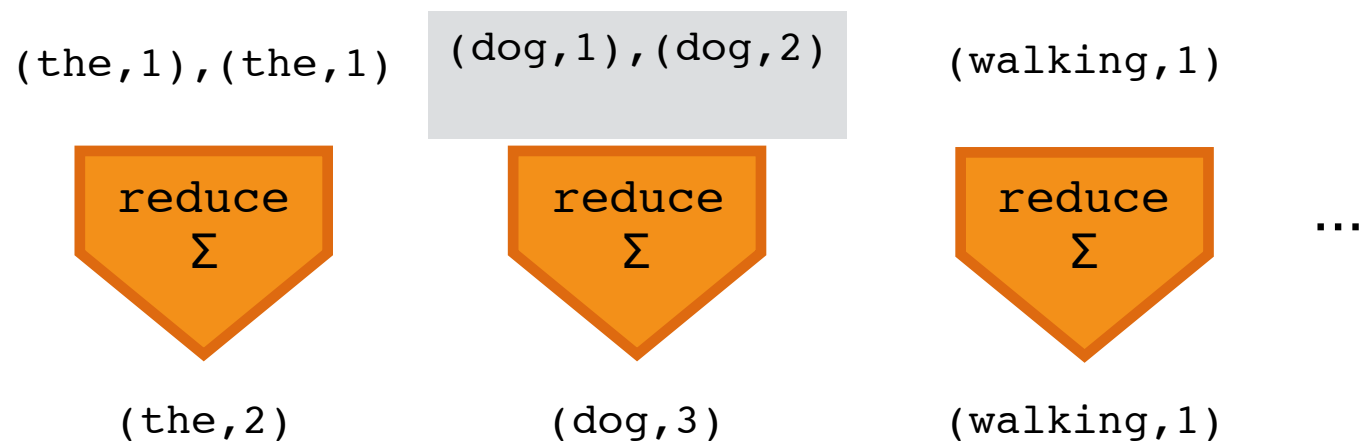 (the,1),(the,1) (dog,1),(dog,2) (walking,1)
reduce reduce reduce
Σ Σ Σ ...
(the,2) (dog,3) (walking,1)